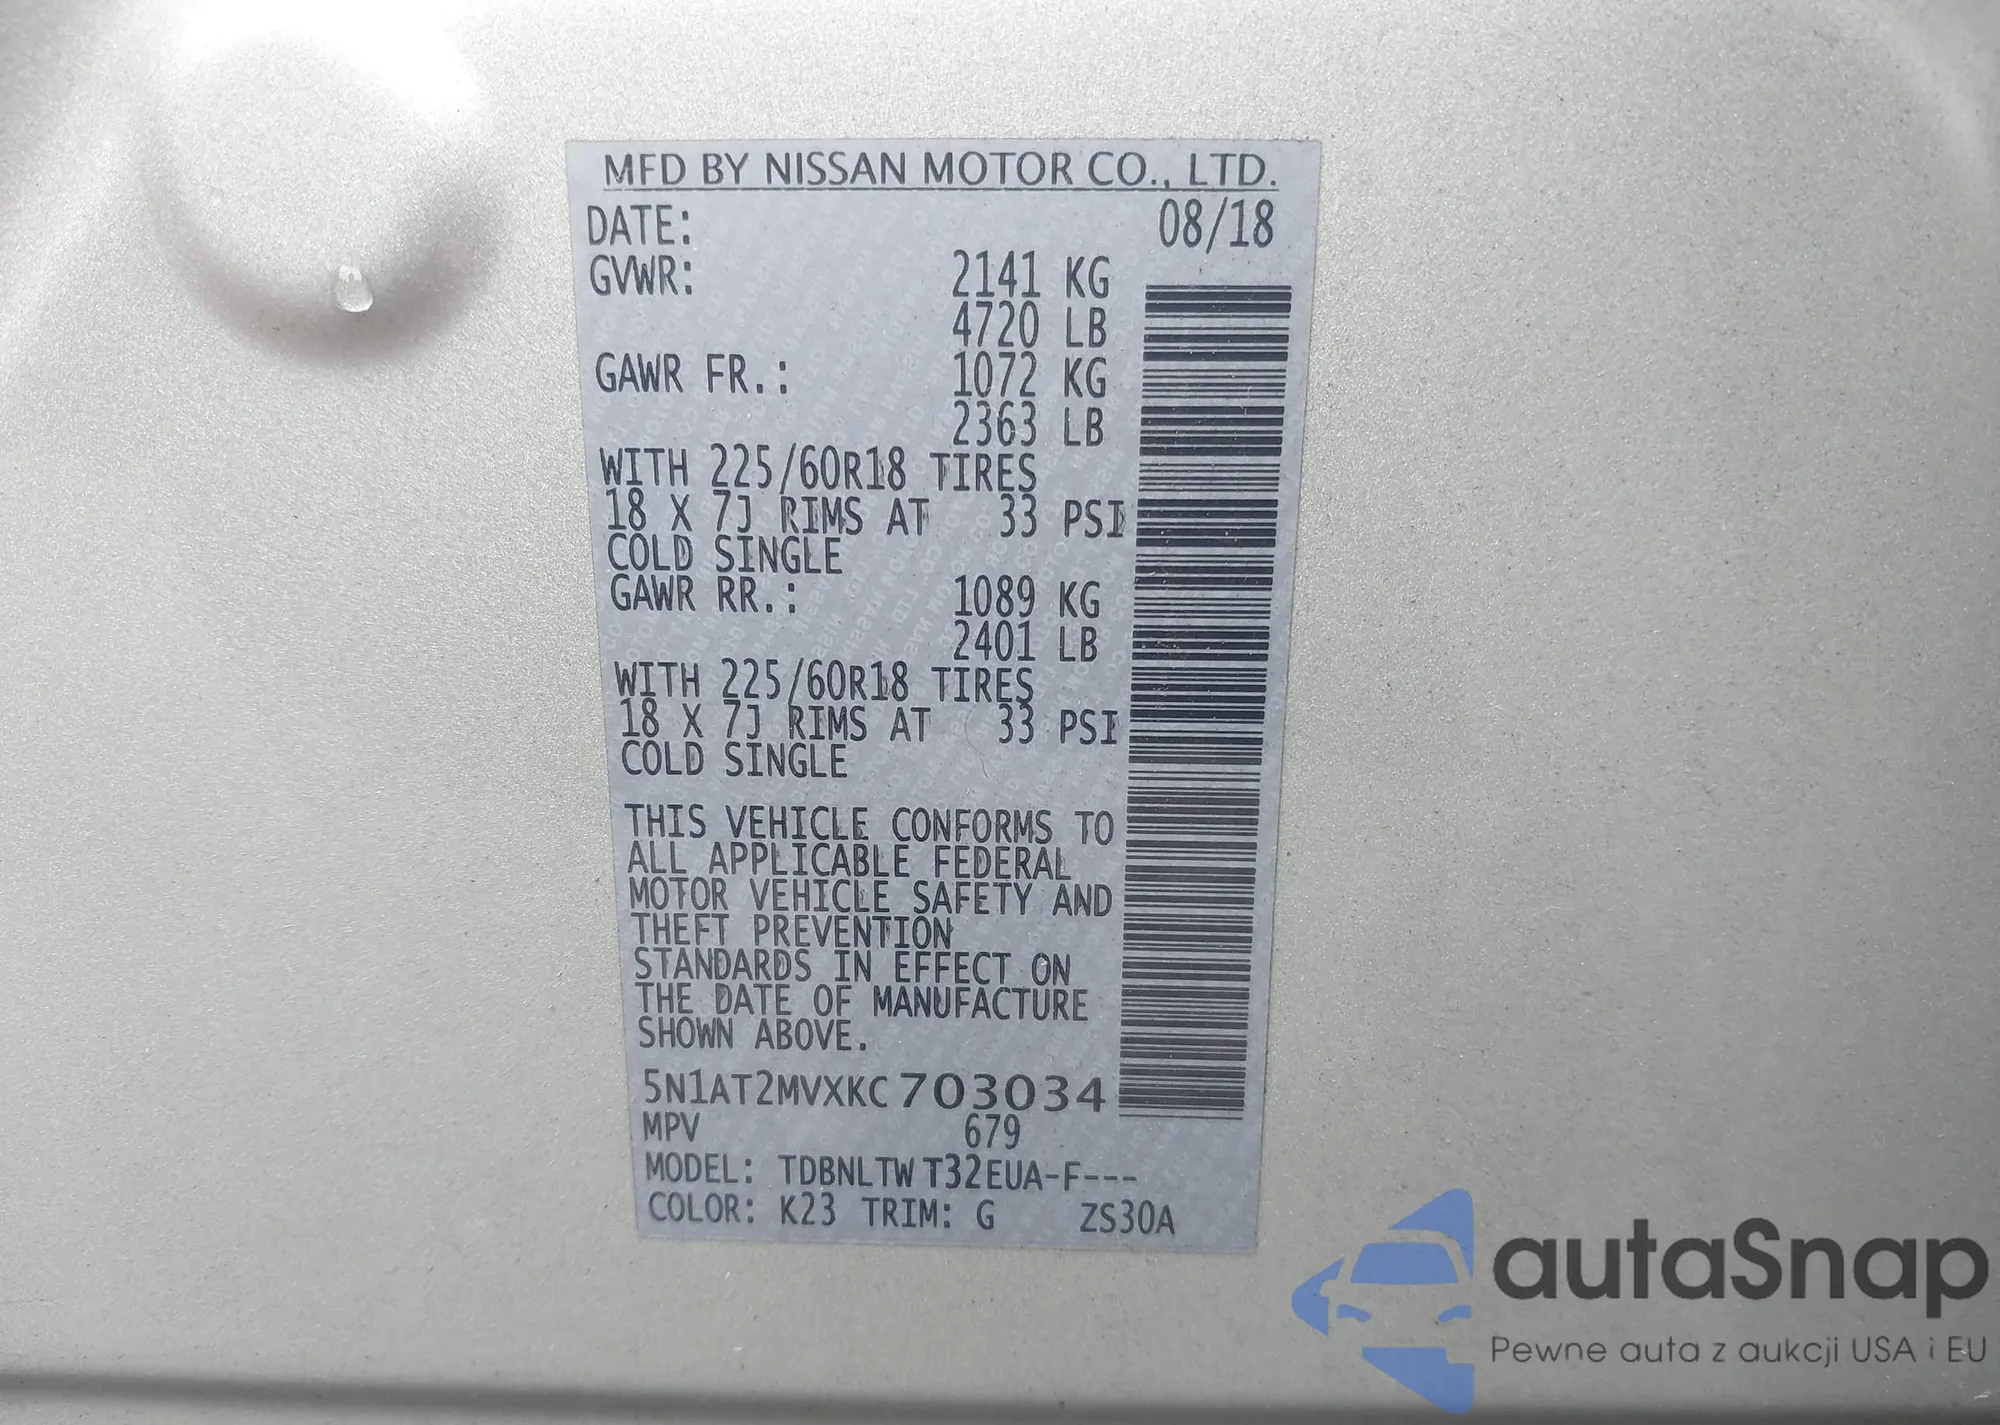 MFD BY NISSAN MOTOR CO., LTD.
DATE: 08/18
GVWR: 2141 KG
4720 LB
GAWR FR.: 1072 KG
2363 LB
WITH 225/60R18 TIRES
18 X 7J RIMS AT 33 PSI
COLD SINGLE
GAWR RR.: 1089 KG
2401 LB
WITH 225/60R18 TIRES
18 X 7J RIMS AT 33 PSI
COLD SINGLE
THIS VEHICLE CONFORMS TO
ALL APPLICABLE FEDERAL
MOTOR VEHICLE SAFETY AND
THEFT PREVENTION
STANDARDS IN EFFECT ON
THE DATE OF MANUFACTURE
SHOWN ABOVE.
5N1AT2MVXKC703034
MPV 679
MODEL: TDBNLTW T32EUA-F---
COLOR: K23 TRIM: G ZS30A
autaSnap
Pewne auta z aukcji USA i EU